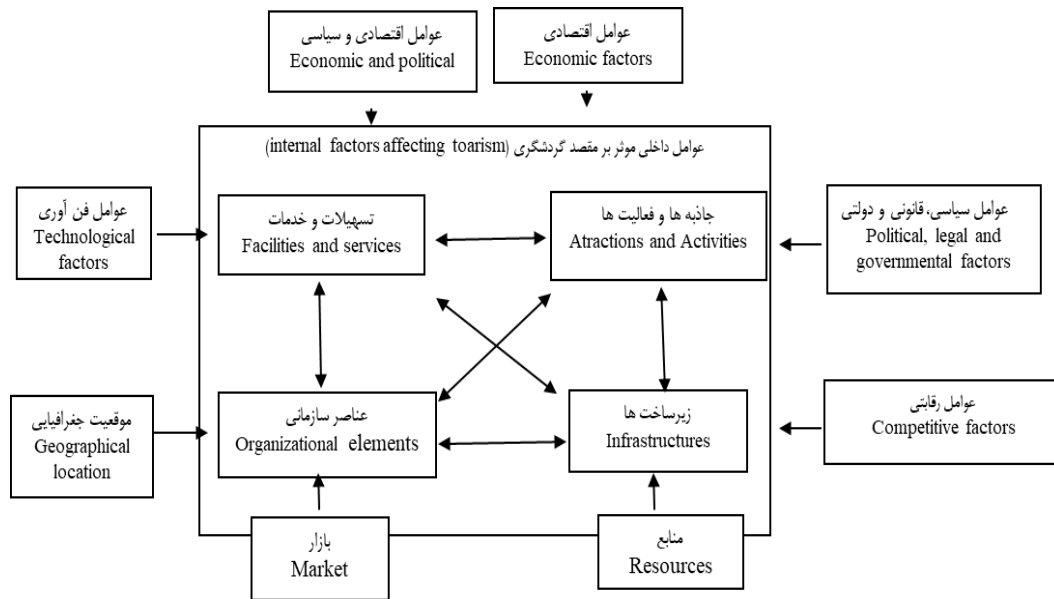 عوامل اقتصادی و سیاسی
Economic and political
عوامل اقتصادی
Economic factors
عوامل داخلی موثر بر مقصد گردشگری (internal factors affecting toarism)
عوامل فن آوری
Technological
factors
تسهیلات و خدمات
Facilities and services
جاذبه ها و فعالیت ها
Atractions and Activities
عوامل سیاسی، قانونی و دولتی
Political, legal and
governmental factors
موقعیت جغرافیایی
Geographical
location
عناصر سازمانی
Organizational elements
زیرساخت ها
Infrastructures
عوامل رقابتی
Competitive factors
بازار
Market
منابع
Resources